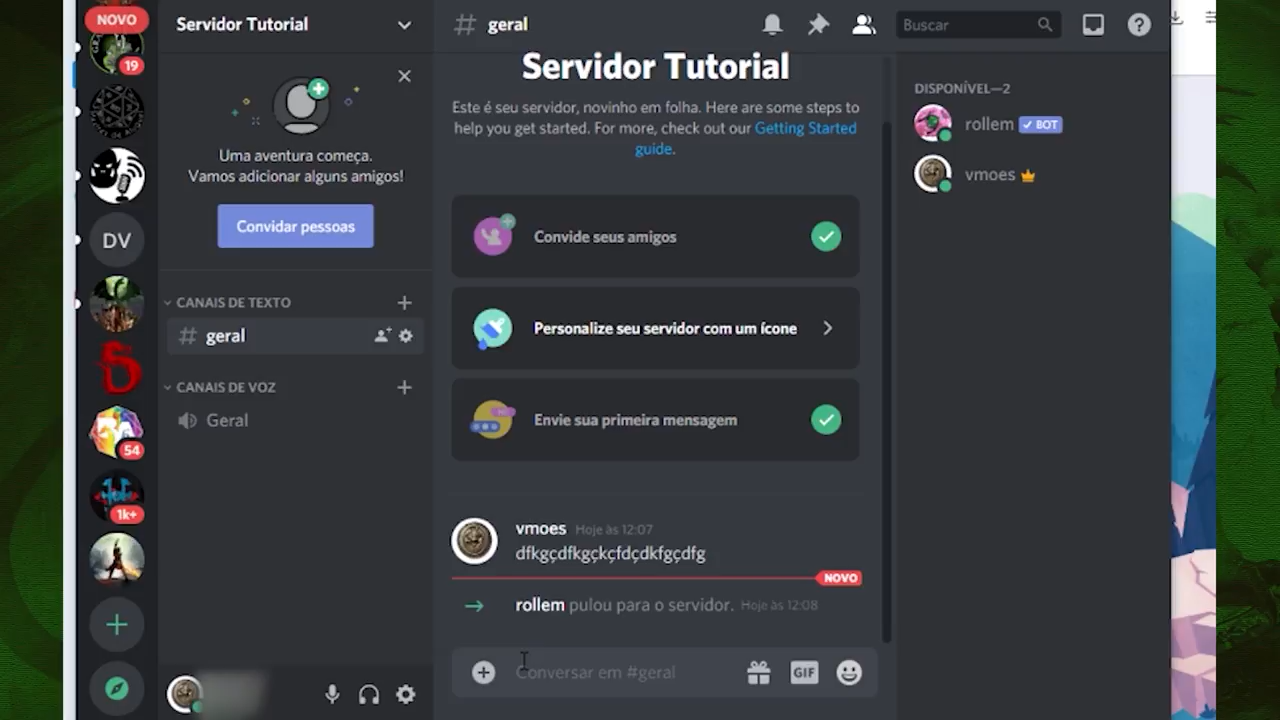 NOVO
19
DV
54
1k+
Servidor Tutorial
Uma aventura começa.
Vamos adicionar alguns amigos!
Convidar pessoas
CANAIS DE TEXTO
geral
CANAIS DE VOZ
Geral
# geral
Buscar
Servidor Tutorial
Este é seu servidor, novinho em folha. Here are some steps to
help you get started. For more, check out our Getting Started
guide.
Convide seus amigos
Personalize seu servidor com um ícone
Envie sua primeira mensagem
vmoes Hoje às 12:07
dfkgçdfkgçkçfdçdkfgçdfg
NOVO
rollem pulou para o servidor. Hoje às 12:08
Conversar em #geral
GIF
DISPONÍVEL—2
rollem BOT
vmoes